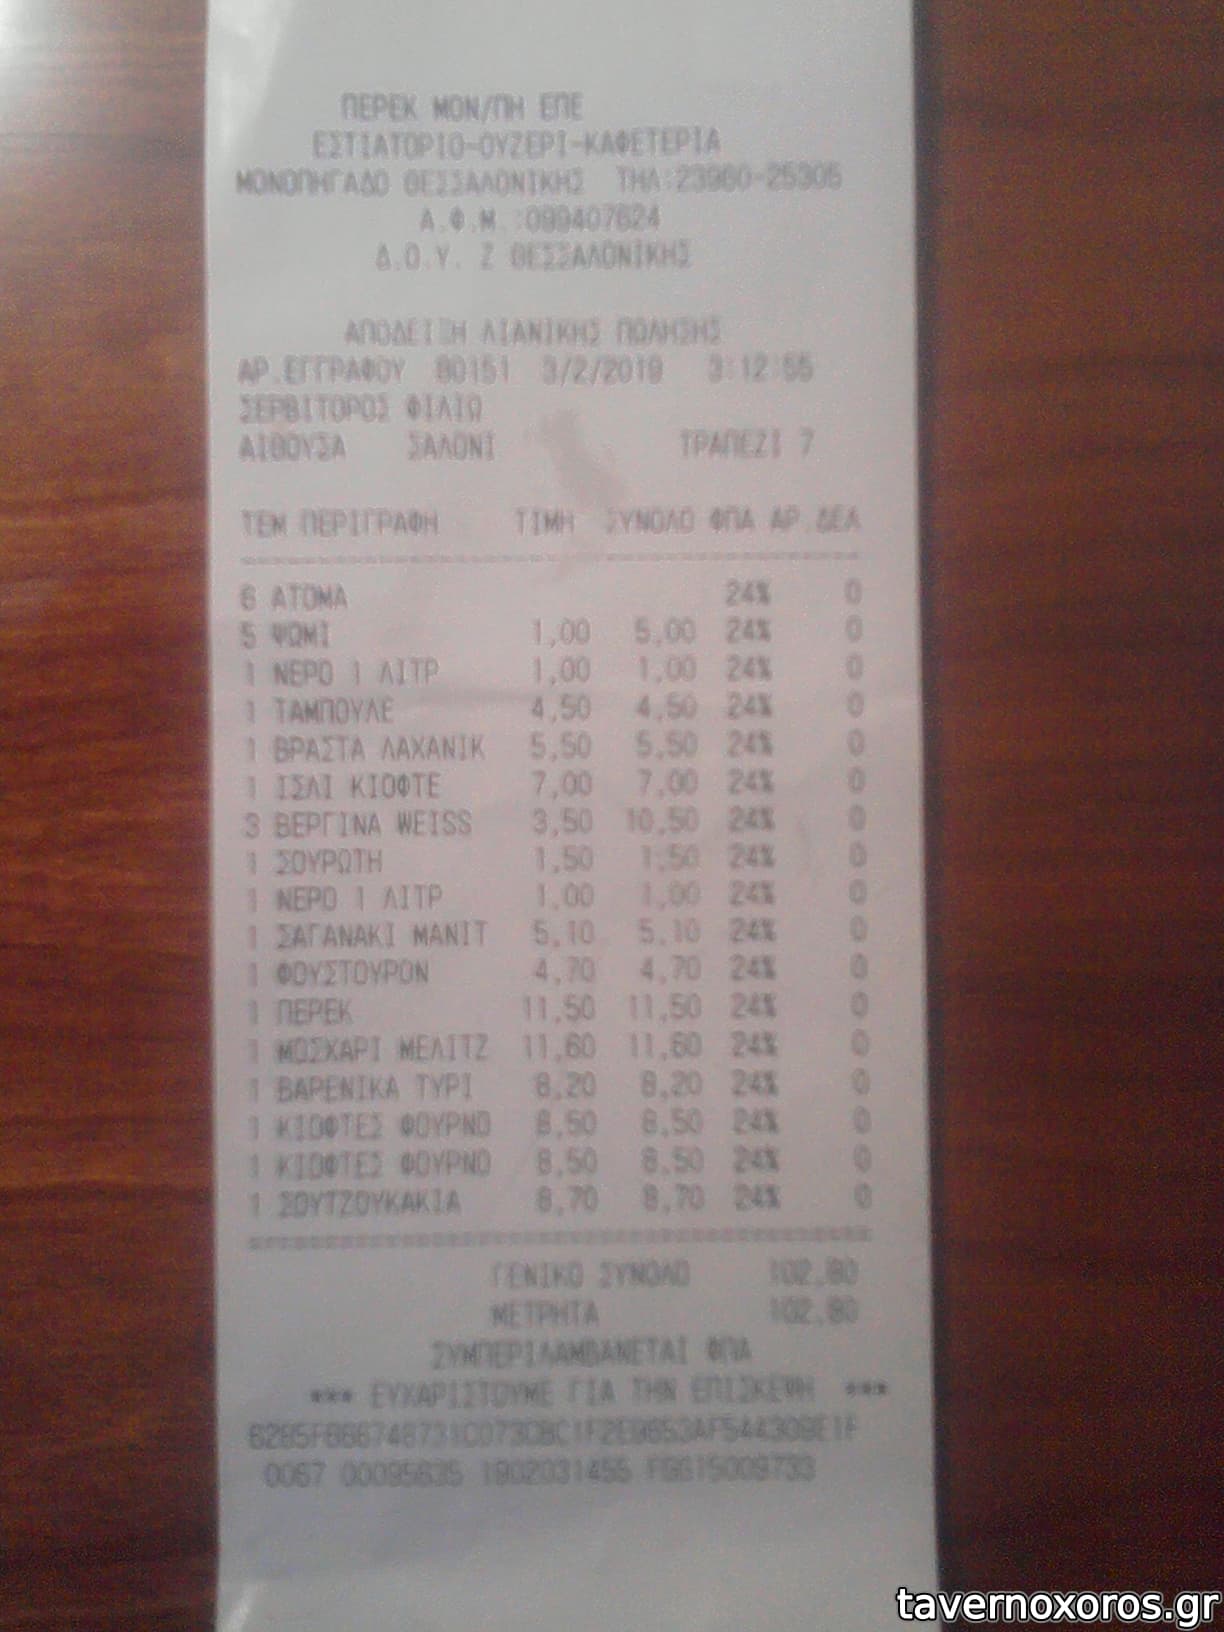 ΠΕΡΕΚ ΜΟΝ/ΠΗ ΕΠΕ
ΕΣΤΙΑΤΟΡΙΟ-ΟΥΖΕΡΙ-ΚΑΦΕΤΕΡΙΑ
ΜΟΝΟΠΗΓΑΔΟ ΘΕΣΣΑΛΟΝΙΚΗΣ ΤΗΛ:23960-25305
Α.Φ.Μ.:099407624
Δ.Ο.Υ. Ζ ΘΕΣΣΑΛΟΝΙΚΗΣ
ΑΠΟΔΕΙΞΗ ΛΙΑΝΙΚΗΣ ΠΩΛΗΣΗΣ
ΑΡ.ΕΓΓΡΑΦΟΥ 80151 3/2/2019 3:12:55
ΣΕΡΒΙΤΟΡΟΣ ΦΙΛΙΩ
ΑΙΘΟΥΣΑ ΣΑΛΟΝΙ ΤΡΑΠΕΖΙ 7
ΤΕΜ ΠΕΡΙΓΡΑΦΗ ΤΙΜΗ ΣΥΝΟΛΟ ΦΠΑ ΑΡ.ΔΕΛ
6 ΑΤΟΜΑ 24% 0
5 ΨΩΜΙ 1,00 5,00 24% 0
1 ΝΕΡΟ 1 ΛΙΤΡ 1,00 1,00 24% 0
1 ΤΑΜΠΟΥΛΕ 4,50 4,50 24% 0
1 ΒΡΑΣΤΑ ΛΑΧΑΝΙΚ 5,50 5,50 24% 0
1 ΙΣΛΙ ΚΙΟΦΤΕ 7,00 7,00 24% 0
3 ΒΕΡΓΙΝΑ WEISS 3,50 10,50 24% 0
1 ΣΟΥΡΩΤΗ 1,50 1,50 24% 0
1 ΝΕΡΟ 1 ΛΙΤΡ 1,00 1,00 24% 0
1 ΣΑΓΑΝΑΚΙ ΜΑΝΙΤ 5,10 5,10 24% 0
1 ΦΟΥΣΤΟΥΡΟΝ 4,70 4,70 24% 0
1 ΠΕΡΕΚ 11,50 11,50 24% 0
1 ΜΟΣΧΑΡΙ ΜΕΛΙΤΖ 11,60 11,60 24% 0
1 ΒΑΡΕΝΙΚΑ ΤΥΡΙ 8,20 8,20 24% 0
1 ΚΙΟΦΤΕΣ ΦΟΥΡΝΟ 8,50 8,50 24% 0
1 ΚΙΟΦΤΕΣ ΦΟΥΡΝΟ 8,50 8,50 24% 0
1 ΣΟΥΤΖΟΥΚΑΚΙΑ 8,70 8,70 24% 0
ΓΕΝΙΚΟ ΣΥΝΟΛΟ 102,80
ΜΕΤΡΗΤΑ 102,80
ΣΥΜΠΕΡΙΛΑΜΒΑΝΕΤΑΙ ΦΠΑ
*** ΕΥΧΑΡΙΣΤΟΥΜΕ ΓΙΑ ΤΗΝ ΕΠΙΣΚΕΨΗ ***
0067 1902031455
tavernoxoros.gr